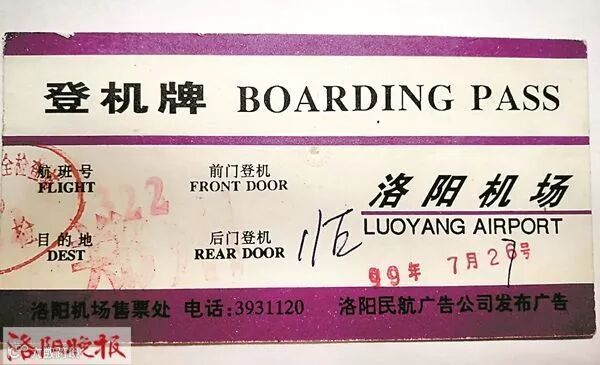 登机牌 BOARDING PASS
航班号
FLIGHT
前门登机
FRONT DOOR
目的地
DEST
后门登机
REAR DOOR
洛阳机场
LUOYANG AIRPORT
99年 7月26号
洛阳机场售票处 电话:3931120 洛阳民航广告公司发布广告
洛阳晚报